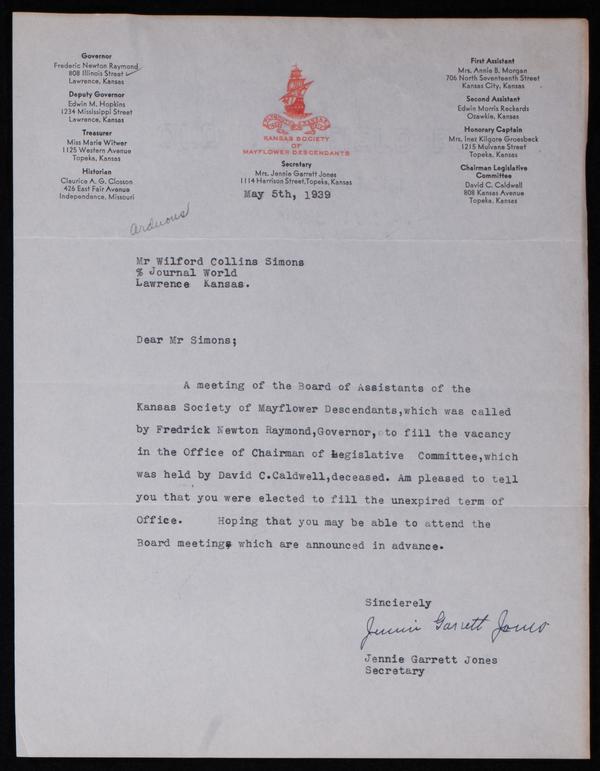 Governor
Frederic Newton Raymond
808 Illinois Street
Lawrence, Kansas
Deputy Governor
Edwin M. Hopkins
1234 Mississippi Street
Lawrence, Kansas
Treasurer
Miss Marie Witwer
1125 Western Avenue
Topeka, Kansas
Historian
Claurice A. G. Closson
426 East Fair Avenue
Independence, Missouri
KANSAS SOCIETY
OF
MAYFLOWER DESCENDANTS
Secretary
Mrs. Jennie Garrett Jones
1114 Harrison Street, Topeka, Kansas
First Assistant
Mrs. Annie B. Morgan
706 North Seventeenth Street
Kansas City, Kansas
Second Assistant
Edwin Morris Reckards
Ozawkie, Kansas
Honorary Captain
Mrs. Inez Kilgore Groesbeck
1215 Mulvane Street
Topeka, Kansas
Chairman Legislative
Committee
David C. Caldwell
808 Kansas Avenue
Topeka, Kansas
May 5th, 1939
arduous
Mr Wilford Collins Simons
% Journal World
Lawrence Kansas.
Dear Mr Simons;
A meeting of the Board of Assistants of the
Kansas Society of Mayflower Descendants,which was called
by Fredrick Newton Raymond,Governor, to fill the vacancy
in the Office of Chairman of Legislative Committee,which
was held by David C.Caldwell,deceased. Am pleased to tell
you that you were elected to fill the unexpired term of
Office. Hoping that you may be able to attend the
Board meetings which are announced in advance.
Sincierely
Jennie Garrett Jones
Jennie Garrett Jones
Secretary